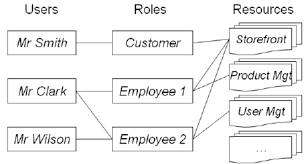 Users Roles Resources
Mr Smith Customer Storefront
Mr Clark Employee 1 Product Mgt
User Mgt
Mr Wilson Employee 2 ...